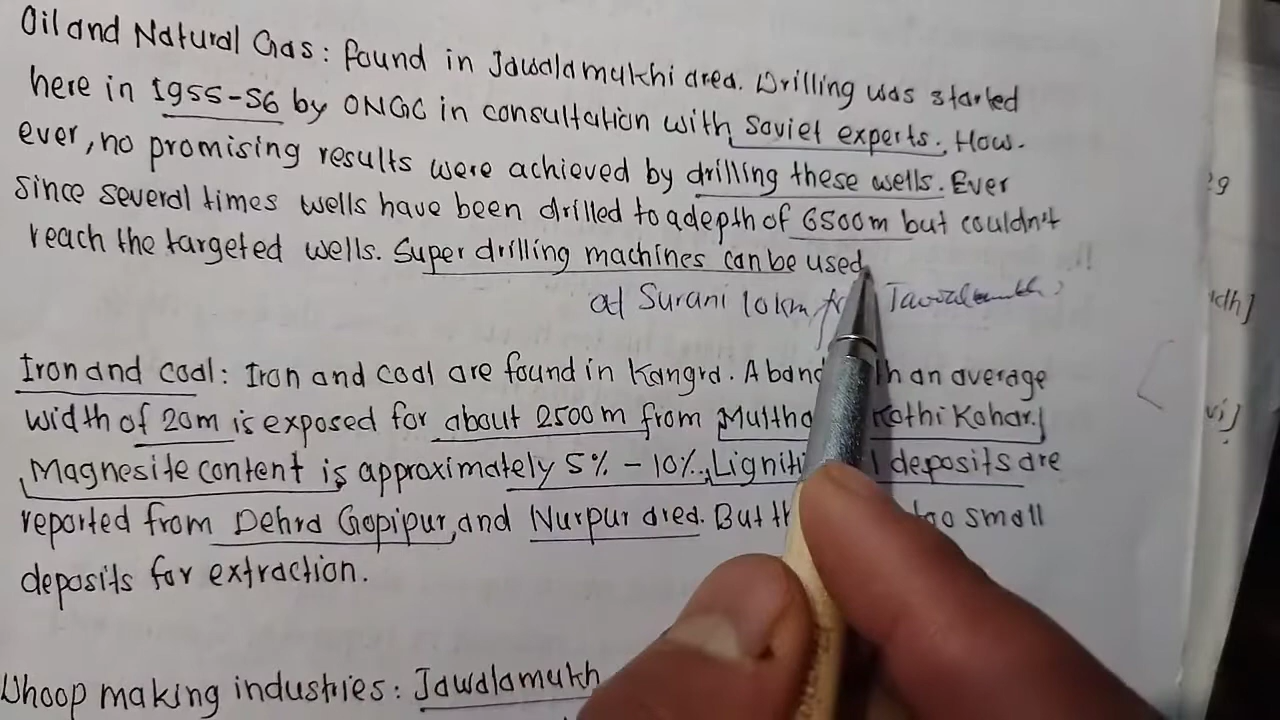 Oil and Natural Gas: found in Jawalamukhi area. Drilling was started
here in 1955-56 by ONGC in consultation with Soviet experts. How-
ever, no promising results were achieved by drilling these wells. Ever
since several times wells have been drilled to a depth of 6500m but couldn't
reach the targeted wells. Super drilling machines can be used
at Surani 10km
Iron and coal: Iron and coal are found in Kangra. A band an average
width of 20m is exposed for about 2500m from Kothi Kohar.
Magnesite content is approximately 5% - 10%. deposits are
reported from Dehra Gopipur, and Nurpur area. But too small
deposits for extraction.
Whoop making industries: Jawalamukh